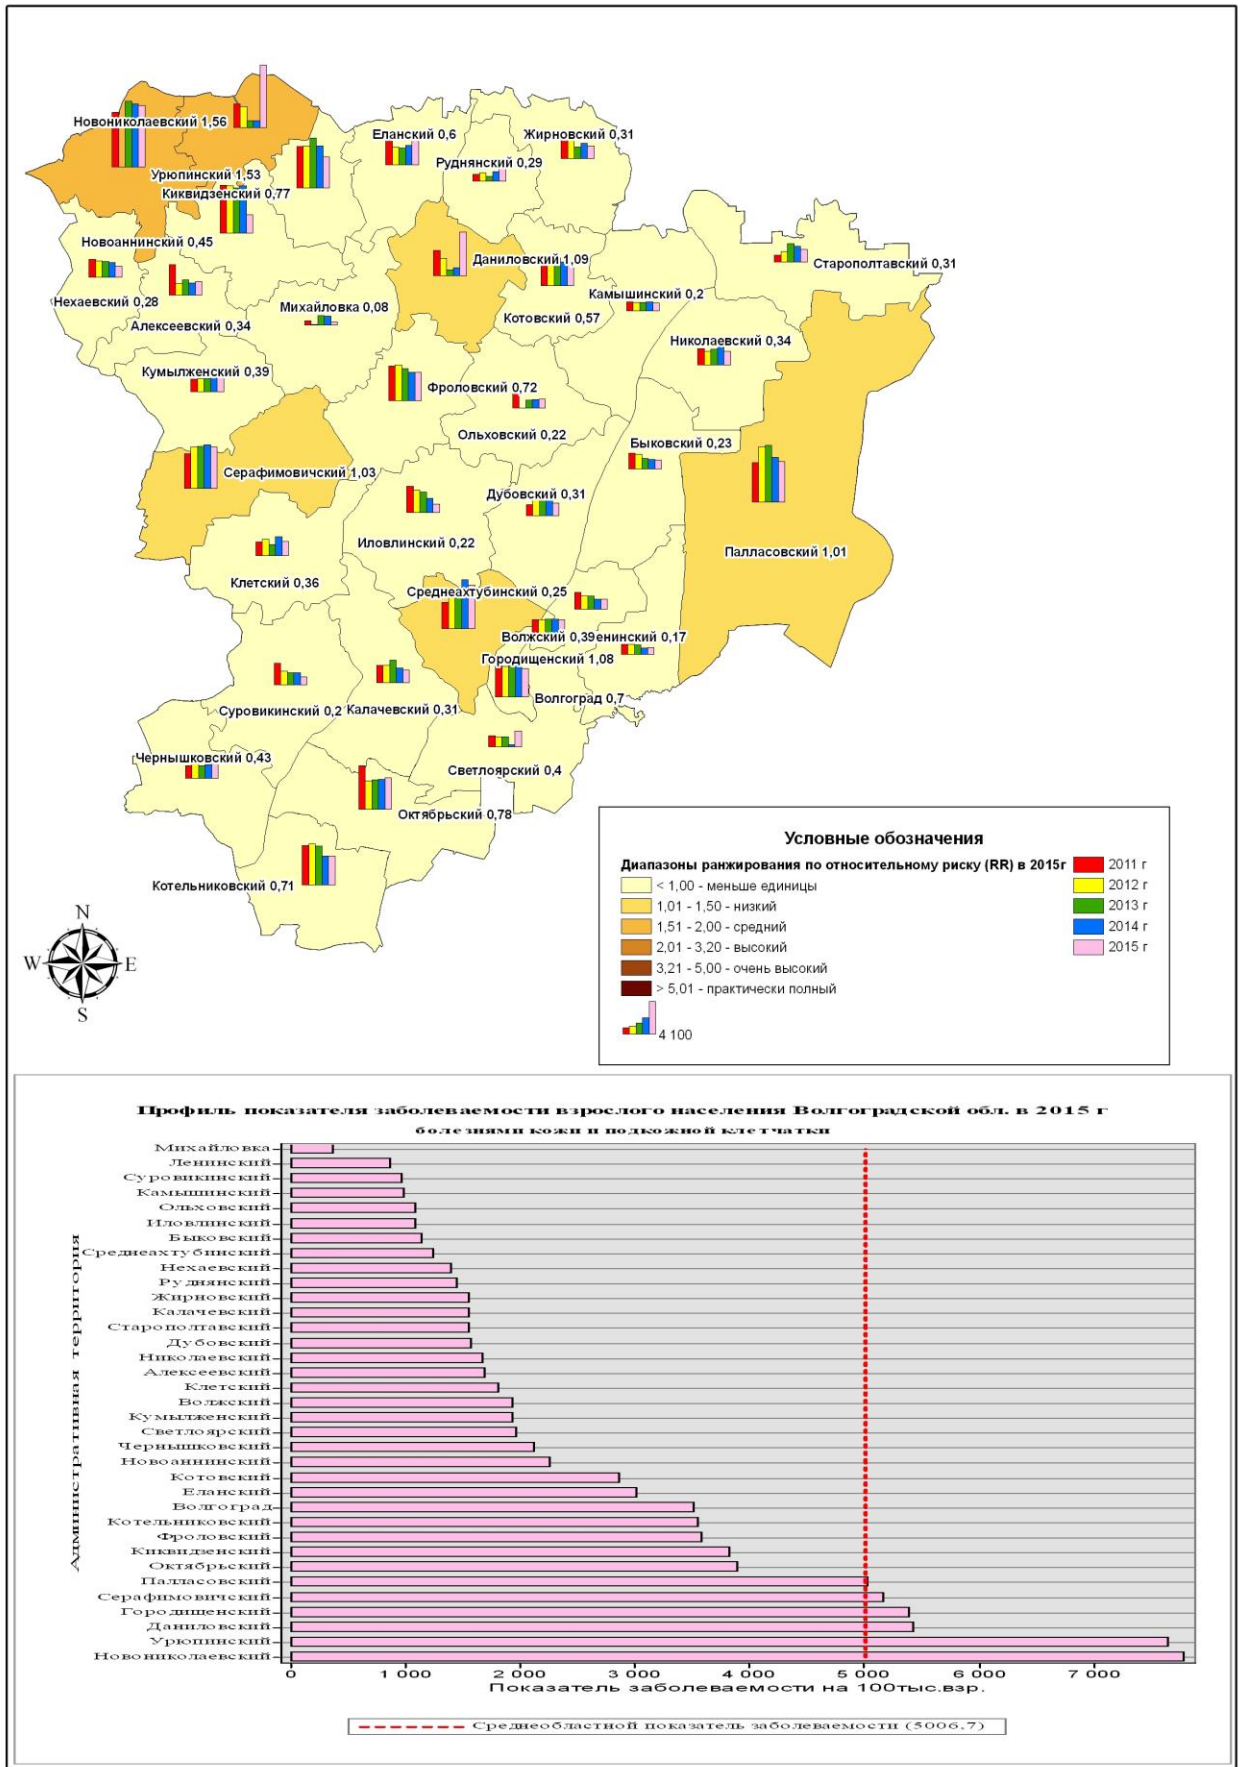 Новониколаевский 1,56
Еланский 0,6
Жирновский 0,31
Руднянский 0,29
Урюпинский 1,53
Киквидзенский 0,77
Новоаннинский 0,45
Даниловский 1,09
Старополтавский 0,31
Нехаевский 0,28
Михайловка 0,08
Камышинский 0,2
Алексеевский 0,34
Котовский 0,57
Николаевский 0,34
Кумылженский 0,39
Фроловский 0,72
Ольховский 0,22
Быковский 0,23
Серафимовичский 1,03
Дубовский 0,31
Иловлинский 0,22
Палласовский 1,01
Клетский 0,36
Среднеахтубинский 0,25
Волжский 0,39
енинский 0,17
Городищенский 1,08
Волгоград 0,7
Суровикинский 0,2
Калачевский 0,31
Чернышковский 0,43
Светлоярский 0,4
Октябрьский 0,78
Котельниковский 0,71
N
W E
S
Условные обозначения
Диапазоны ранжирования по относительному риску (RR) в 2015г
< 1,00 - меньше единицы
1,01 - 1,50 - низкий
1,51 - 2,00 - средний
2,01 - 3,20 - высокий
3,21 - 5,00 - очень высокий
> 5,01 - практически полный
4 100
2011 г
2012 г
2013 г
2014 г
2015 г
Профиль показателя заболеваемости взрослого населения Волгоградской обл. в 2015 г
болезнями кожи и подкожной клетчатки
Административная территория
Михайловка
Ленинский
Суровикинский
Камышинский
Ольховский
Иловлинский
Быковский
Среднеахтубинский
Нехаевский
Руднянский
Жирновский
Калачевский
Старополтавский
Дубовский
Николаевский
Алексеевский
Клетский
Волжский
Кумылженский
Светлоярский
Чернышковский
Новоаннинский
Котовский
Еланский
Волгоград
Котельниковский
Фроловский
Киквидзенский
Октябрьский
Палласовский
Серафимовичский
Городищенский
Даниловский
Урюпинский
Новониколаевский
0 1 000 2 000 3 000 4 000 5 000 6 000 7 000
Показатель заболеваемости на 100тыс.взр.
Среднеобластной показатель заболеваемости (5006,7)